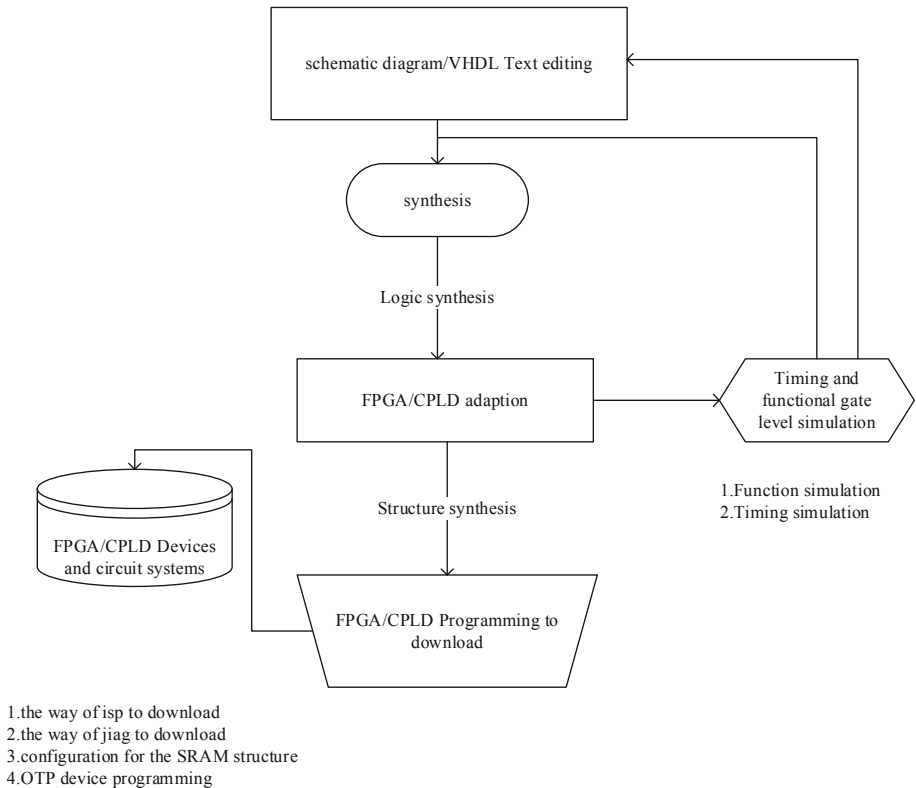 schematic diagram/VHDL Text editing
synthesis
Logic synthesis
FPGA/CPLD adaption
Timing and
functional gate
level simulation
1.Function simulation
2.Timing simulation
Structure synthesis
FPGA/CPLD Devices
and circuit systems
FPGA/CPLD Programming to
download
1.the way of isp to download
2.the way of jiag to download
3.configuration for the SRAM structure
4.OTP device programming